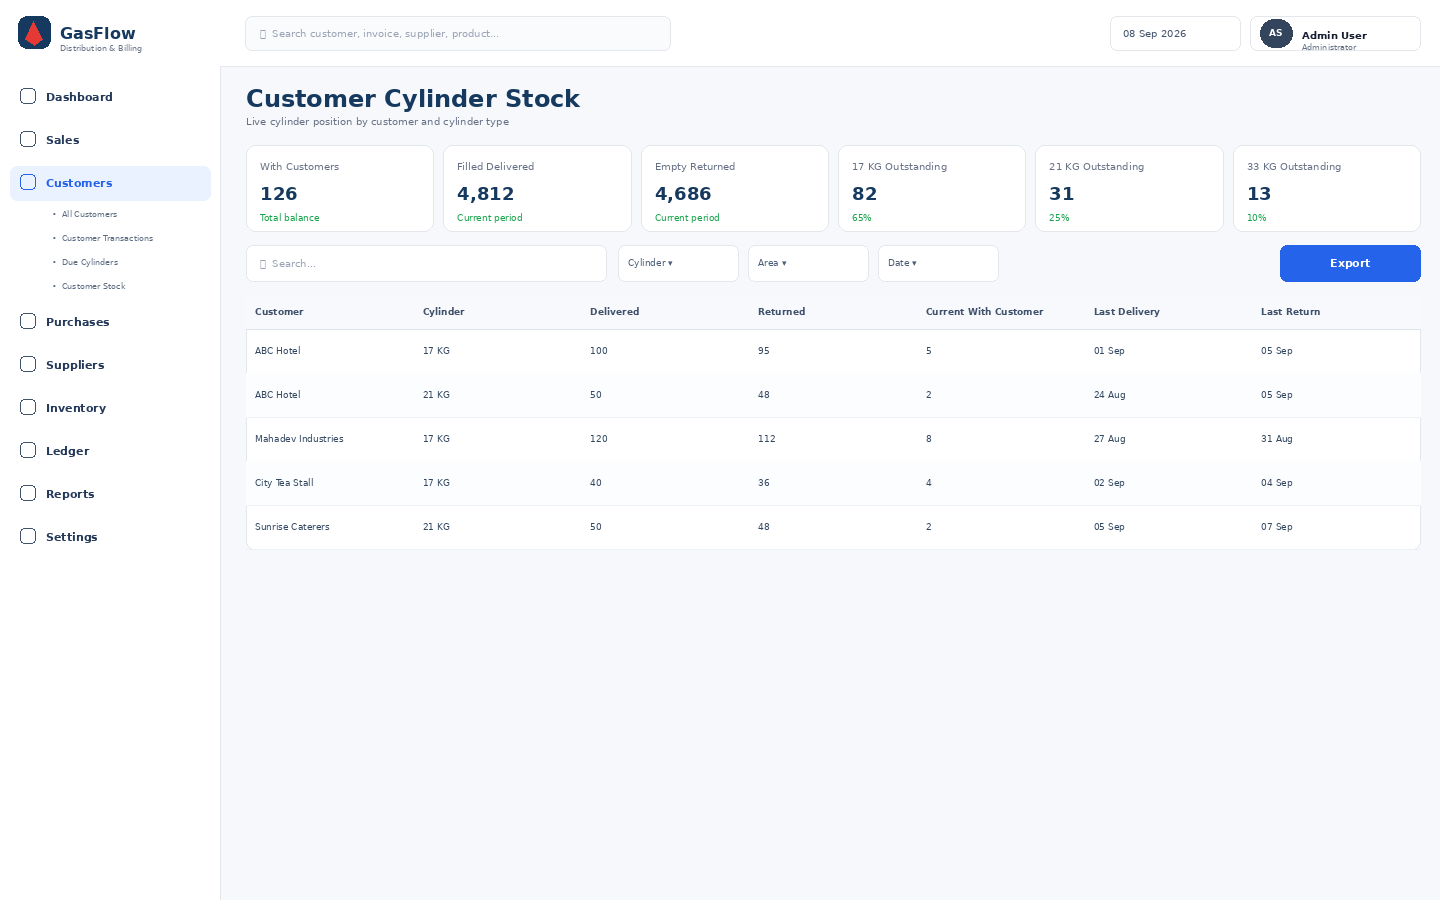 GasFlow
Distribution & Billing
Search customer, invoice, supplier, product...
08 Sep 2026
AS
Admin User
Administrator
Dashboard
Sales
Customers
• All Customers
• Customer Transactions
• Due Cylinders
• Customer Stock
Purchases
Suppliers
Inventory
Ledger
Reports
Settings
Customer Cylinder Stock
Live cylinder position by customer and cylinder type
With Customers
126
Total balance
Filled Delivered
4,812
Current period
Empty Returned
4,686
Current period
17 KG Outstanding
82
65%
21 KG Outstanding
31
25%
33 KG Outstanding
13
10%
Search...
Cylinder ▾
Area ▾
Date ▾
Export
Customer Cylinder Delivered Returned Current With Customer Last Delivery Last Return
ABC Hotel 17 KG 100 95 5 01 Sep 05 Sep
ABC Hotel 21 KG 50 48 2 24 Aug 05 Sep
Mahadev Industries 17 KG 120 112 8 27 Aug 31 Aug
City Tea Stall 17 KG 40 36 4 02 Sep 04 Sep
Sunrise Caterers 21 KG 50 48 2 05 Sep 07 Sep